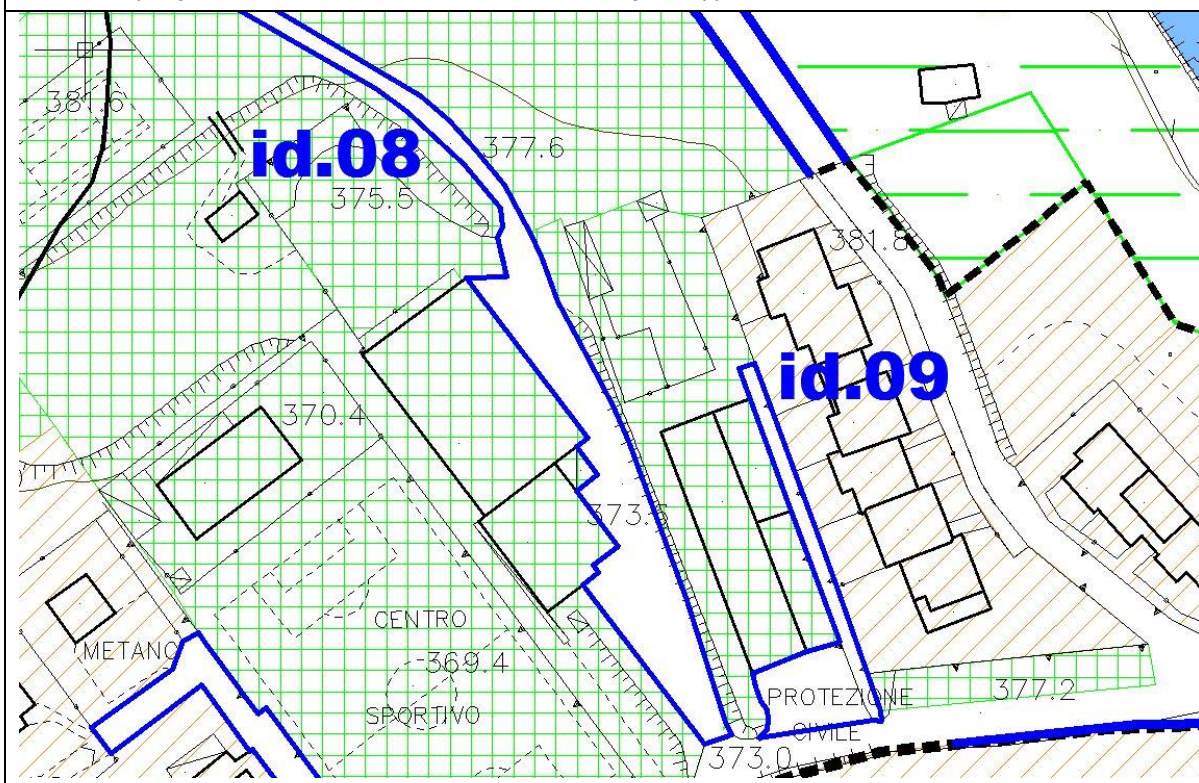 381.6
id.08
377.6
375.5
381.8
id.09
370.4
373.6
CENTRO
369.4
SPORTIVO
METANO
PROTEZIONE
CIVILE
377.2
373.0